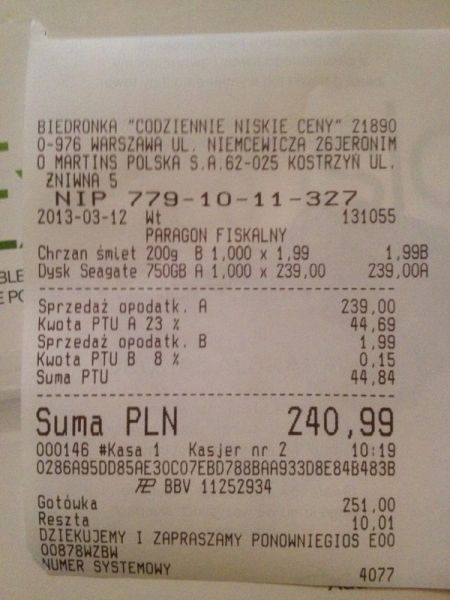 BIEDRONKA "CODZIENNIE NISKIE CENY" 21890
0-976 WARSZAWA UL. NIEMCEWICZA 26JERONIM
O MARTINS POLSKA S.A.62-025 KOSTRZYŃ UL.
ŻNIWNA 5
NIP 779-10-11-327
2013-03-12 Wt 131055
PARAGON FISKALNY
Chrzan śmiet 200g B 1,000 x 1,99 1,99B
Dysk Seagate 750GB A 1,000 x 239,00 239,00A
Sprzedaż opodatk. A 239,00
Kwota PTU A 23 % 44,69
Sprzedaż opodatk. B 1,99
Kwota PTU B 8 % 0,15
Suma PTU 44,84
Suma PLN 240,99
000146 #Kasa 1 Kasjer nr 2 10:19
0286A95DD85AE30C07EBD788BAA933D8E84B483B
BBV 11252934
Gotówka 251,00
Reszta 10,01
DZIEKUJEMY I ZAPRASZAMY PONOWNIEGIOS E00
00878WZBW
NUMER SYSTEMOWY 4077